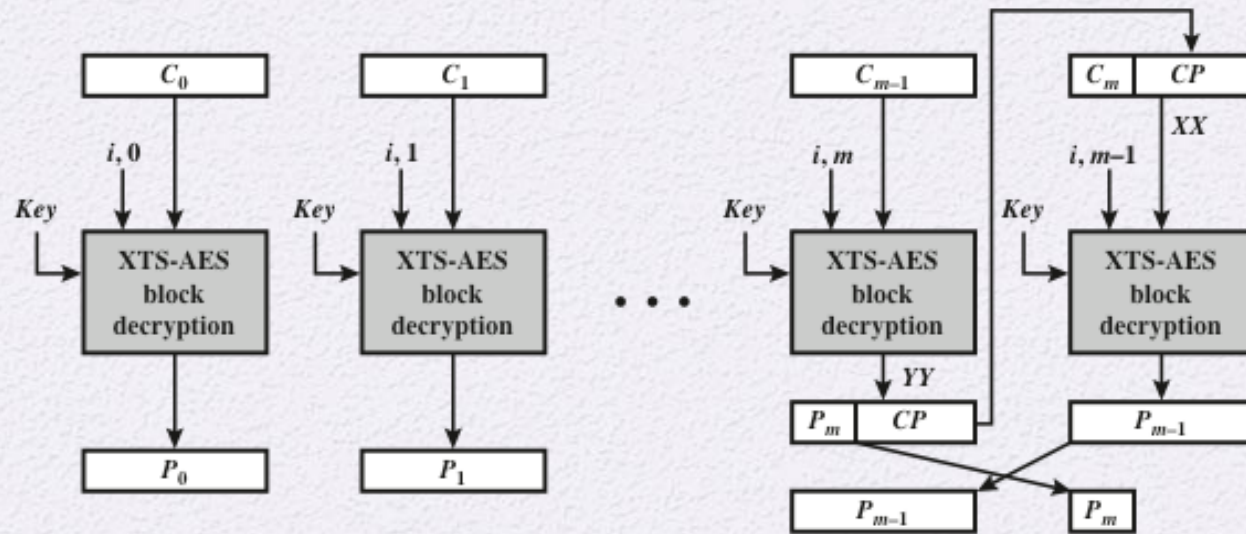 C₀ C₁ Cₘ₋₁ Cₘ CP
XX
i, 0 i, 1 i, m i, m–1
Key Key Key Key
XTS-AES XTS-AES XTS-AES XTS-AES
block block block block
decryption decryption decryption decryption
YY
Pₘ CP Pₘ₋₁
P₀ P₁
Pₘ₋₁ Pₘ